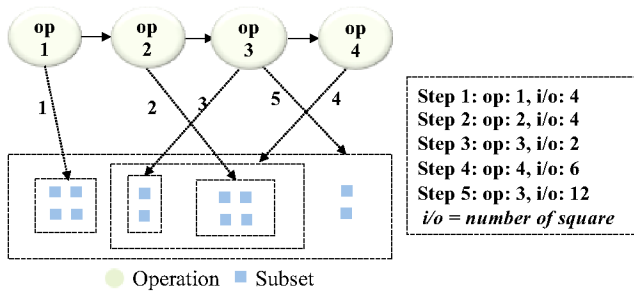 op
1
op
2
op
3
op
4
1
2
3
5
4
Step 1: op: 1, i/o: 4
Step 2: op: 2, i/o: 4
Step 3: op: 3, i/o: 2
Step 4: op: 4, i/o: 6
Step 5: op: 3, i/o: 12
i/o = number of square
Operation
Subset